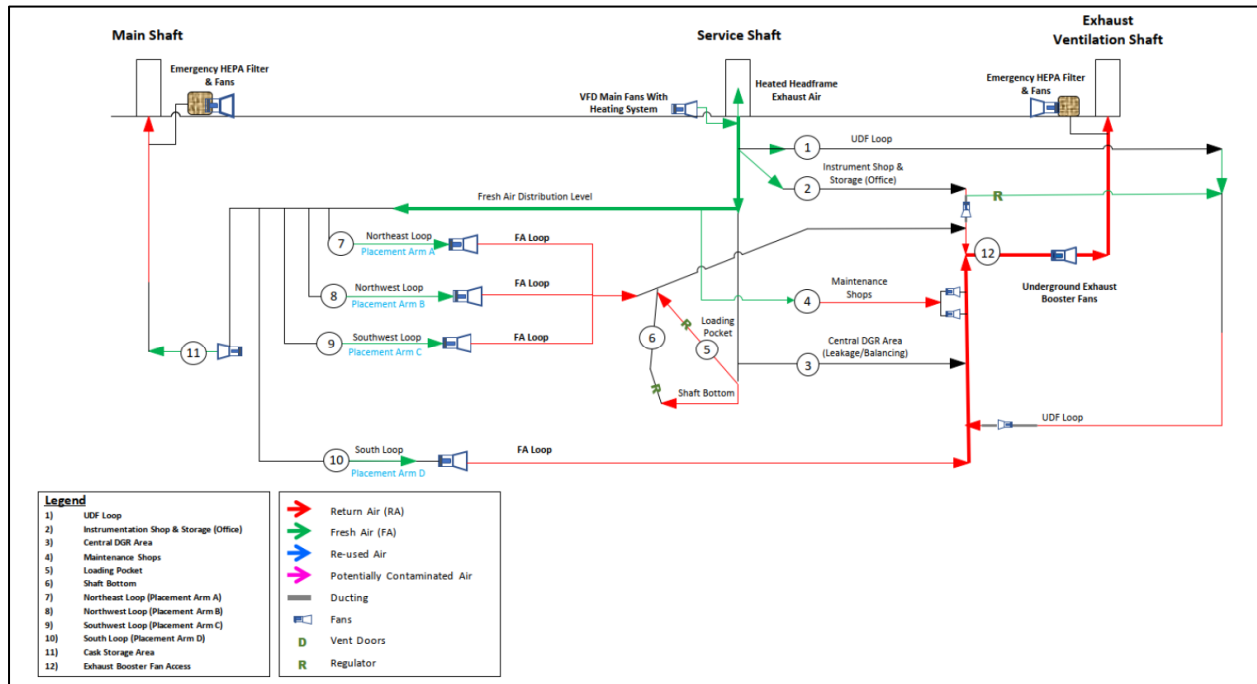 Main Shaft
Service Shaft
Exhaust
Ventilation Shaft
Emergency HEPA Filter
& Fans
VFD Main Fans With
Heating System
Heated Headframe
Exhaust Air
Emergency HEPA Filter
& Fans
1
UDF Loop
2
Instrument Shop &
Storage (Office)
R
Fresh Air Distribution Level
7
Northeast Loop
Placement Arm A
FA Loop
12
8
Northwest Loop
Placement Arm B
FA Loop
4
Maintenance
Shops
Underground Exhaust
Booster Fans
9
Southwest Loop
Placement Arm C
FA Loop
6
R
Loading
Pocket
5
11
3
Central DGR Area
(Leakage/Balancing)
R
Shaft Bottom
UDF Loop
10
South Loop
Placement Arm D
FA Loop
Legend
1) UDF Loop
2) Instrumentation Shop & Storage (Office)
3) Central DGR Area
4) Maintenance Shops
5) Loading Pocket
6) Shaft Bottom
7) Northeast Loop (Placement Arm A)
8) Northwest Loop (Placement Arm B)
9) Southwest Loop (Placement Arm C)
10) South Loop (Placement Arm D)
11) Cask Storage Area
12) Exhaust Booster Fan Access
Return Air (RA)
Fresh Air (FA)
Re-used Air
Potentially Contaminated Air
Ducting
Fans
D Vent Doors
R Regulator